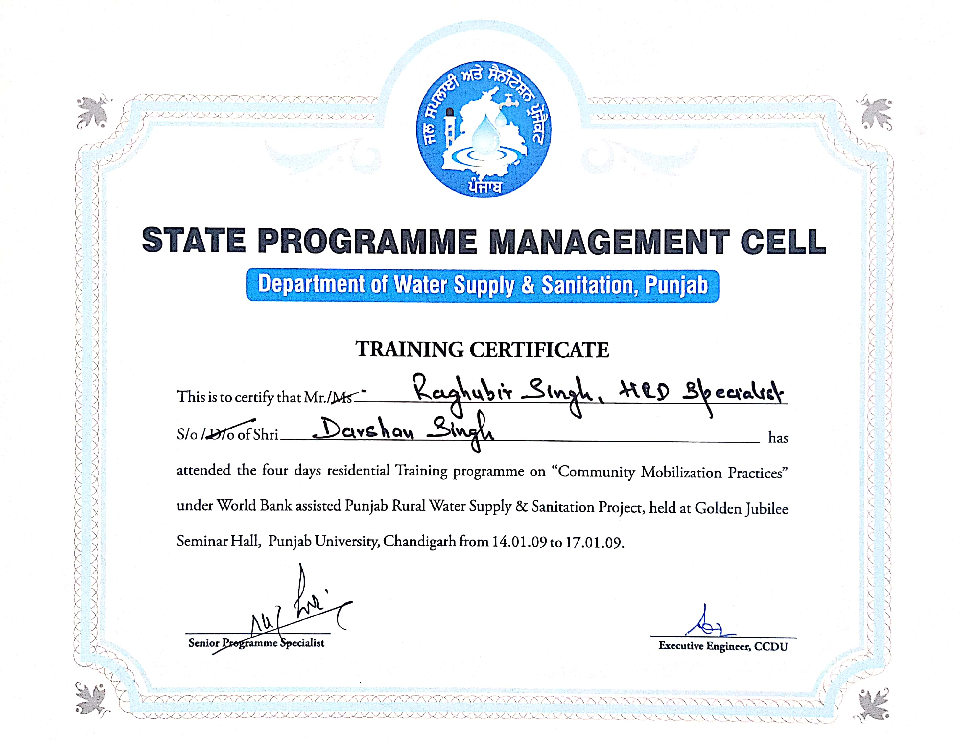 ਜਲ ਸਪਲਾਈ ਅਤੇ ਸੈਨੀਟੇਸ਼ਨ ਪ੍ਰੋਜੈਕਟ
ਪੰਜਾਬ
STATE PROGRAMME MANAGEMENT CELL
Department of Water Supply & Sanitation, Punjab
TRAINING CERTIFICATE
This is to certify that Mr./Ms Raghubir Singh, HRD Specialist
S/o / D/o of Shri Darshan Singh has
attended the four days residential Training programme on “Community Mobilization Practices”
under World Bank assisted Punjab Rural Water Supply & Sanitation Project, held at Golden Jubilee
Seminar Hall, Punjab University, Chandigarh from 14.01.09 to 17.01.09.
Senior Programme Specialist
Executive Engineer, CCDU